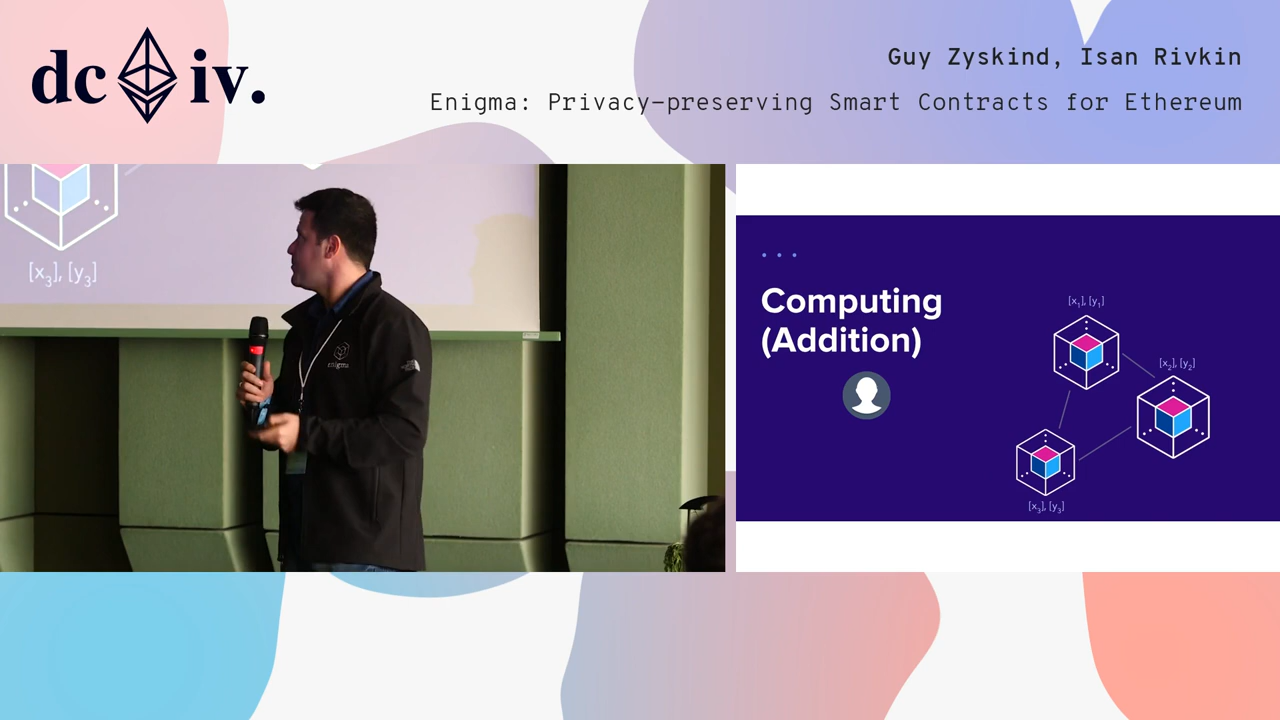 dc iv.
Guy Zyskind, Isan Rivkin
Enigma: Privacy-preserving Smart Contracts for Ethereum
[x₃], [y₃]
enigma
Computing
(Addition)
[x₁], [y₁]
[x₂], [y₂]
[x₃], [y₃]